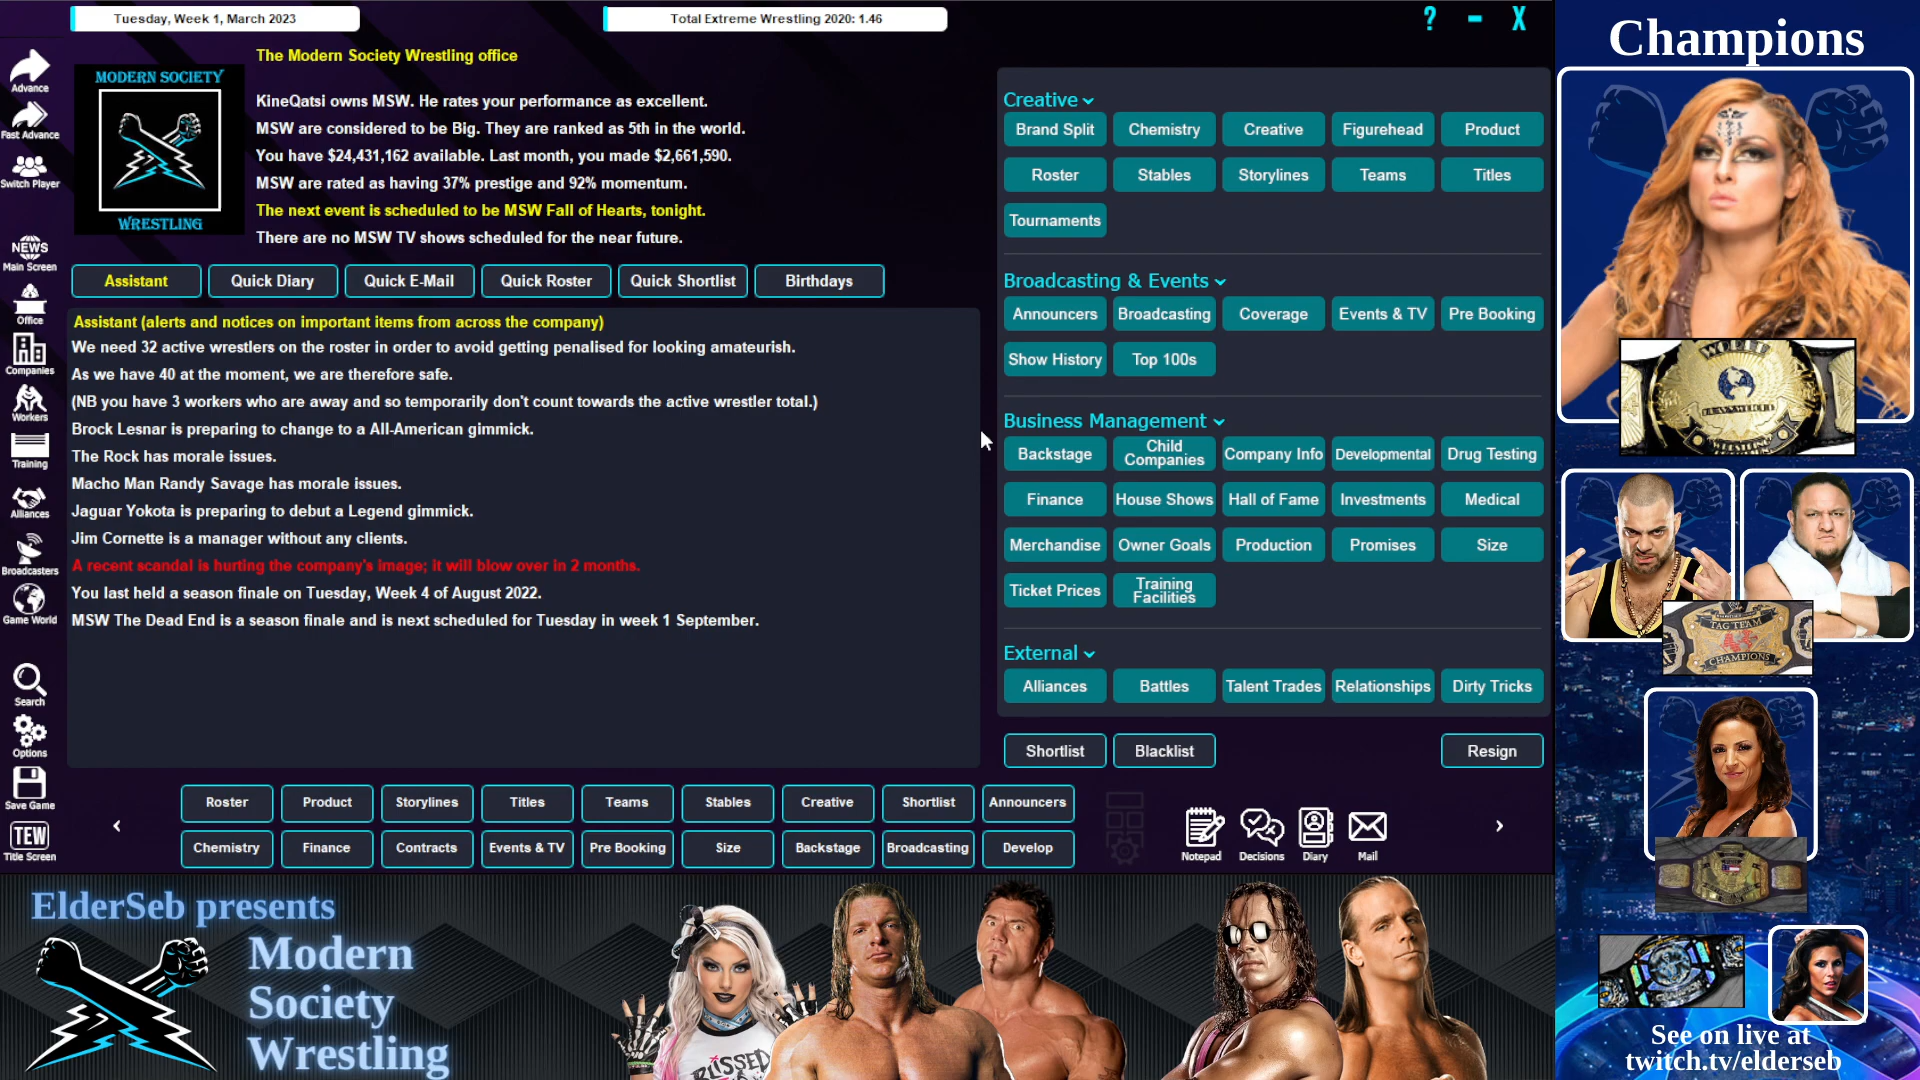 Tuesday, Week 1, March 2023
Total Extreme Wrestling 2020: 1.46
?
X
Champions
Advance
Fast Advance
Switch Player
NEWS
Main Screen
Office
Companies
Workers
Training
Alliances
Broadcasters
Game World
Search
Options
Save Game
TEW
Title Screen
MODERN SOCIETY
WRESTLING
The Modern Society Wrestling office
KineQatsi owns MSW. He rates your performance as excellent.
MSW are considered to be Big. They are ranked as 5th in the world.
You have $24,431,162 available. Last month, you made $2,661,590.
MSW are rated as having 37% prestige and 92% momentum.
The next event is scheduled to be MSW Fall of Hearts, tonight.
There are no MSW TV shows scheduled for the near future.
Assistant Quick Diary Quick E-Mail Quick Roster Quick Shortlist Birthdays
Assistant (alerts and notices on important items from across the company)
We need 32 active wrestlers on the roster in order to avoid getting penalised for looking amateurish.
As we have 40 at the moment, we are therefore safe.
(NB you have 3 workers who are away and so temporarily don't count towards the active wrestler total.)
Brock Lesnar is preparing to change to a All-American gimmick.
The Rock has morale issues.
Macho Man Randy Savage has morale issues.
Jaguar Yokota is preparing to debut a Legend gimmick.
Jim Cornette is a manager without any clients.
A recent scandal is hurting the company's image; it will blow over in 2 months.
You last held a season finale on Tuesday, Week 4 of August 2022.
MSW The Dead End is a season finale and is next scheduled for Tuesday in week 1 September.
Creative
Brand Split Chemistry Creative Figurehead Product
Roster Stables Storylines Teams Titles
Tournaments
Broadcasting & Events
Announcers Broadcasting Coverage Events & TV Pre Booking
Show History Top 100s
Business Management
Backstage Child Companies Company Info Developmental Drug Testing
Finance House Shows Hall of Fame Investments Medical
Merchandise Owner Goals Production Promises Size
Ticket Prices Training Facilities
External
Alliances Battles Talent Trades Relationships Dirty Tricks
Shortlist Blacklist Resign
Roster Product Storylines Titles Teams Stables Creative Shortlist Announcers
Chemistry Finance Contracts Events & TV Pre Booking Size Backstage Broadcasting Develop
Notepad Decisions Diary Mail
WORLD
HEAVYWEIGHT
WRESTLING
TAG TEAM
CHAMPIONS
ElderSeb presents
Modern
Society
Wrestling
BLISSED
See on live at
twitch.tv/elderseb